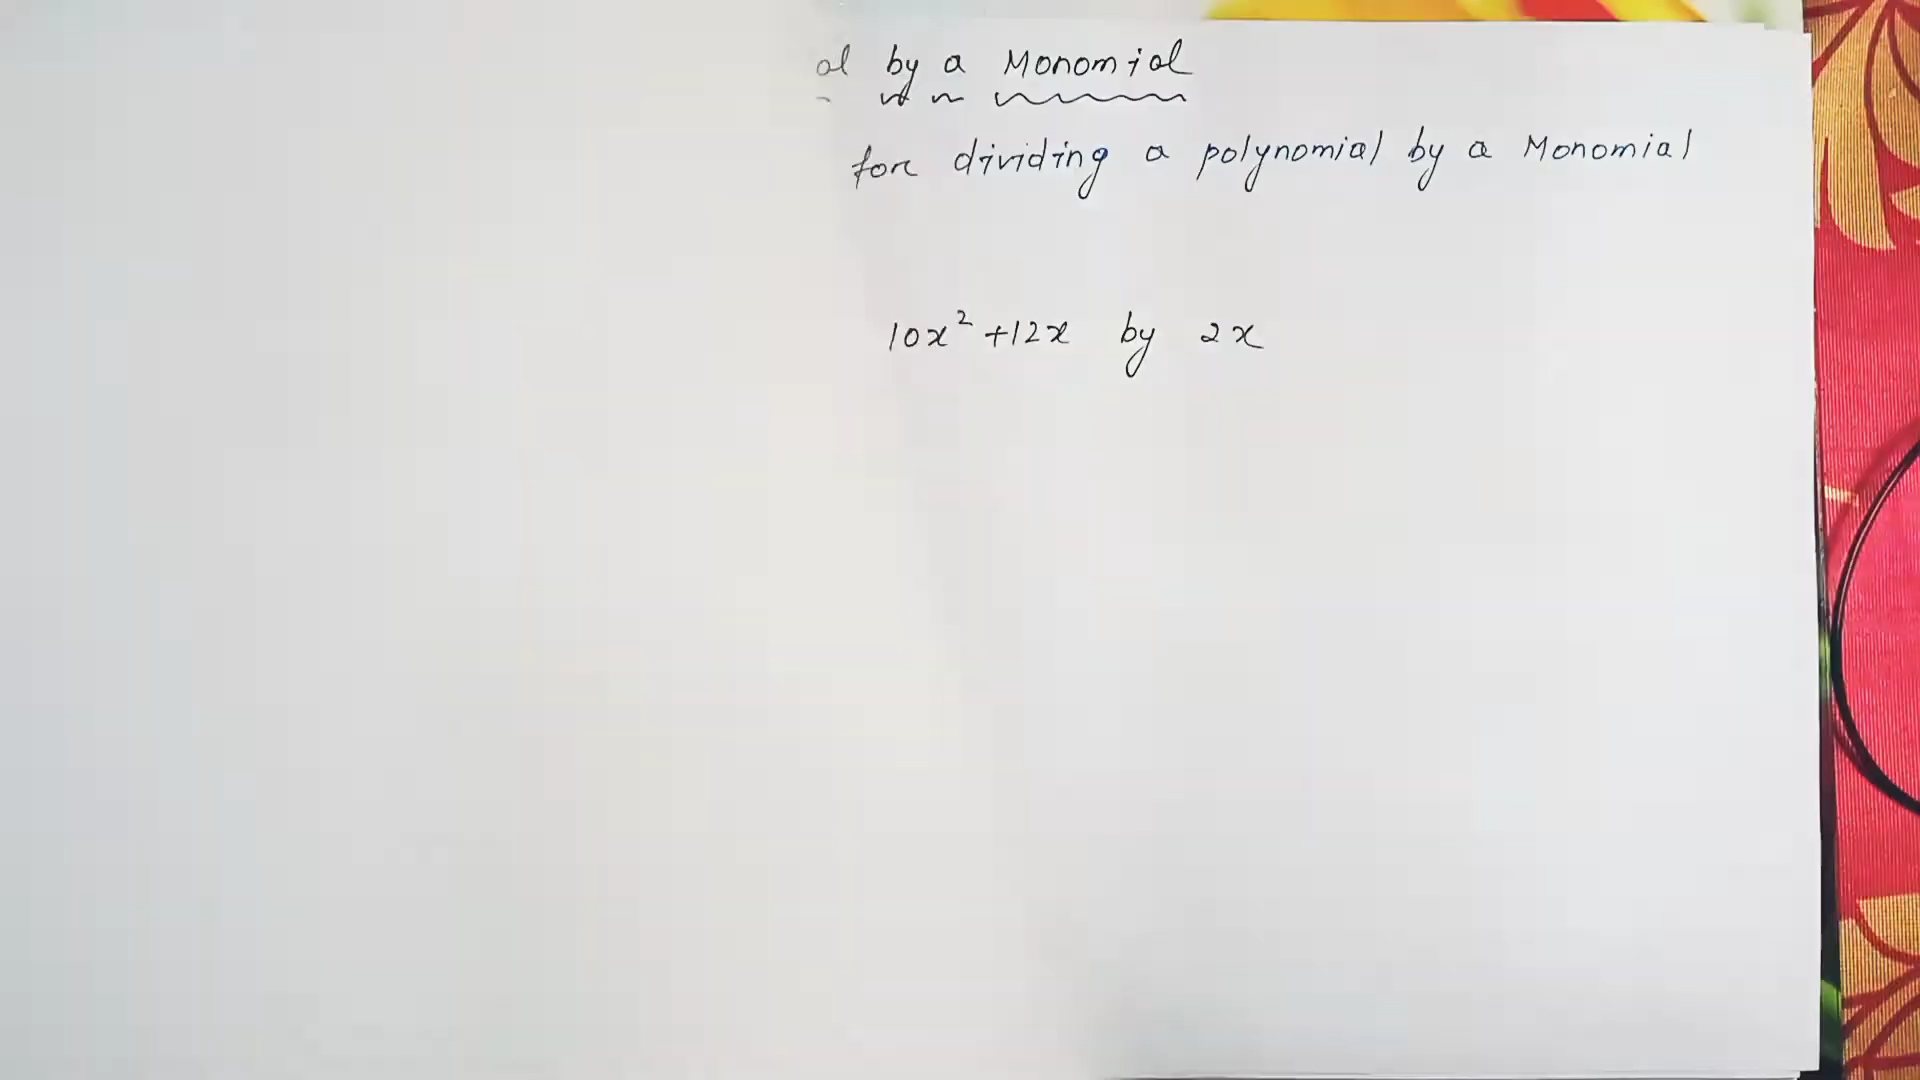 al by a Monomial
for dividing a polynomial by a Monomial
10x² +12x by 2x